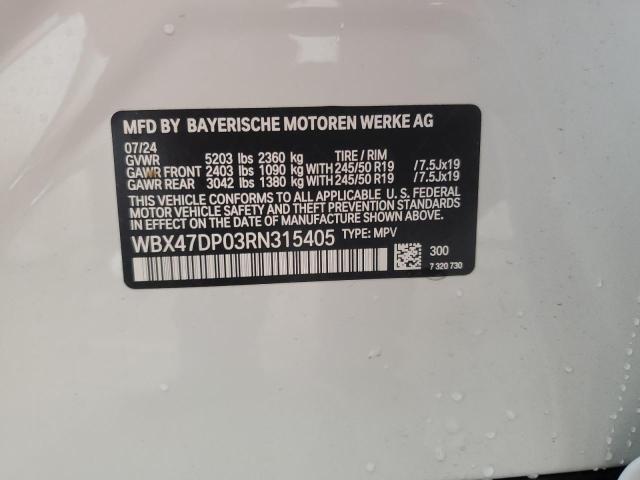 MFD BY BAYERISCHE MOTOREN WERKE AG
07/24
GVWR 5203 lbs 2360 kg TIRE / RIM
GAWR FRONT 2403 lbs 1090 kg WITH 245/50 R19 /7.5Jx19
GAWR REAR 3042 lbs 1380 kg WITH 245/50 R19 /7.5Jx19
THIS VEHICLE CONFORMS TO ALL APPLICABLE U. S. FEDERAL
MOTOR VEHICLE SAFETY AND THEFT PREVENTION STANDARDS
IN EFFECT ON THE DATE OF MANUFACTURE SHOWN ABOVE.
WBX47DP03RN315405 TYPE: MPV
300
7 320 730